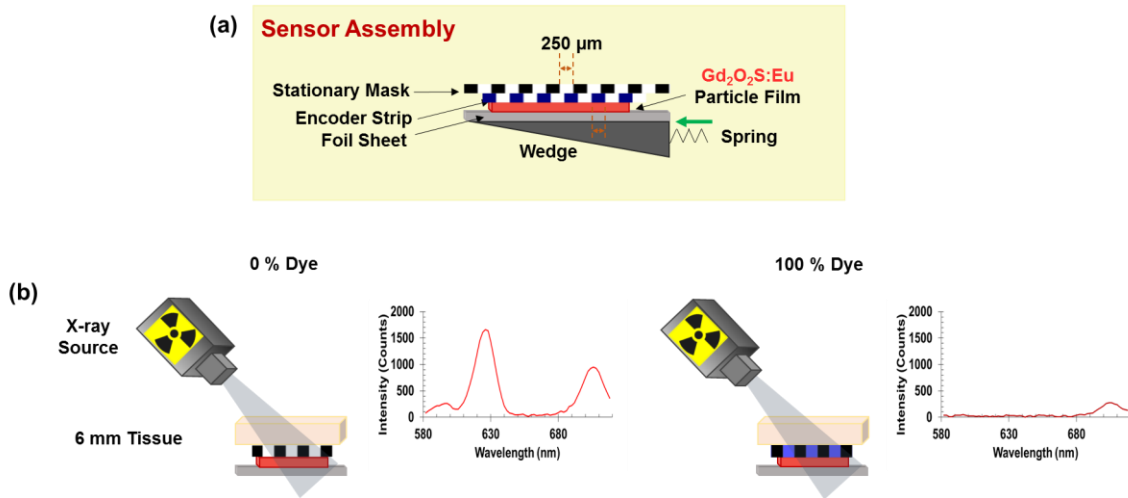 (a)
Sensor Assembly
250 µm
Stationary Mask
Gd₂O₂S:Eu
Particle Film
Encoder Strip
Foil Sheet
Spring
Wedge
0 % Dye
100 % Dye
(b)
X-ray
Source
6 mm Tissue
Intensity (Counts)
2000
1500
1000
500
0
580
630
680
Wavelength (nm)
Intensity (Counts)
2000
1500
1000
500
0
580
630
680
Wavelength (nm)